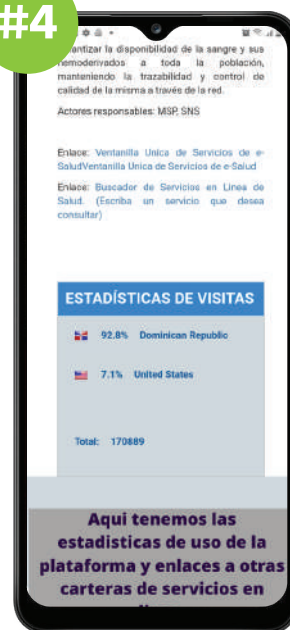 #4
garantizar la disponibilidad de la sangre y sus
hemoderivados a toda la población,
manteniendo la trazabilidad y control de
calidad de la misma a través de la red.
Actores responsables: MSP, SNS
Enlace: Ventanilla Unica de Servicios de e-
SaludVentanilla Unica de Servicios de e-Salud
Enlace: Buscador de Servicios en Linea de
Salud. (Escriba un servicio que desea
consultar)
ESTADÍSTICAS DE VISITAS
92.8% Dominican Republic
7.1% United States
Total: 170889
Aqui tenemos las
estadisticas de uso de la
plataforma y enlaces a otras
carteras de servicios en